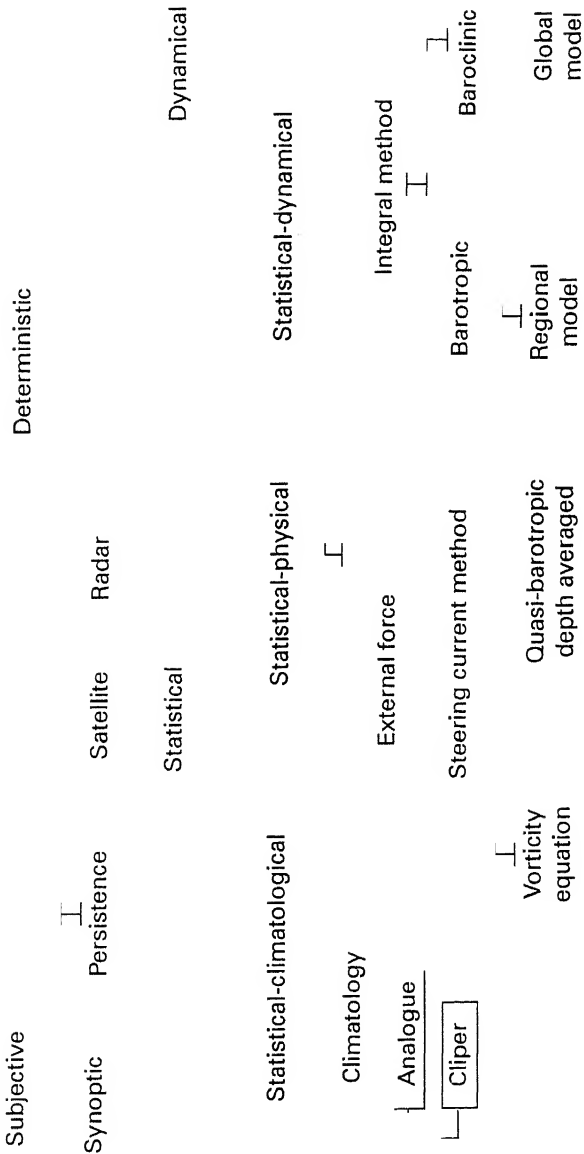 Subjective
Deterministic
Synoptic
Persistence
Satellite
Radar
Statistical
Dynamical
Statistical-climatological
Statistical-physical
Statistical-dynamical
Climatology
External force
Integral method
Analogue
Cliper
Steering current method
Barotropic
Baroclinic
Vorticity
equation
Quasi-barotropic
depth averaged
Regional
model
Global
model